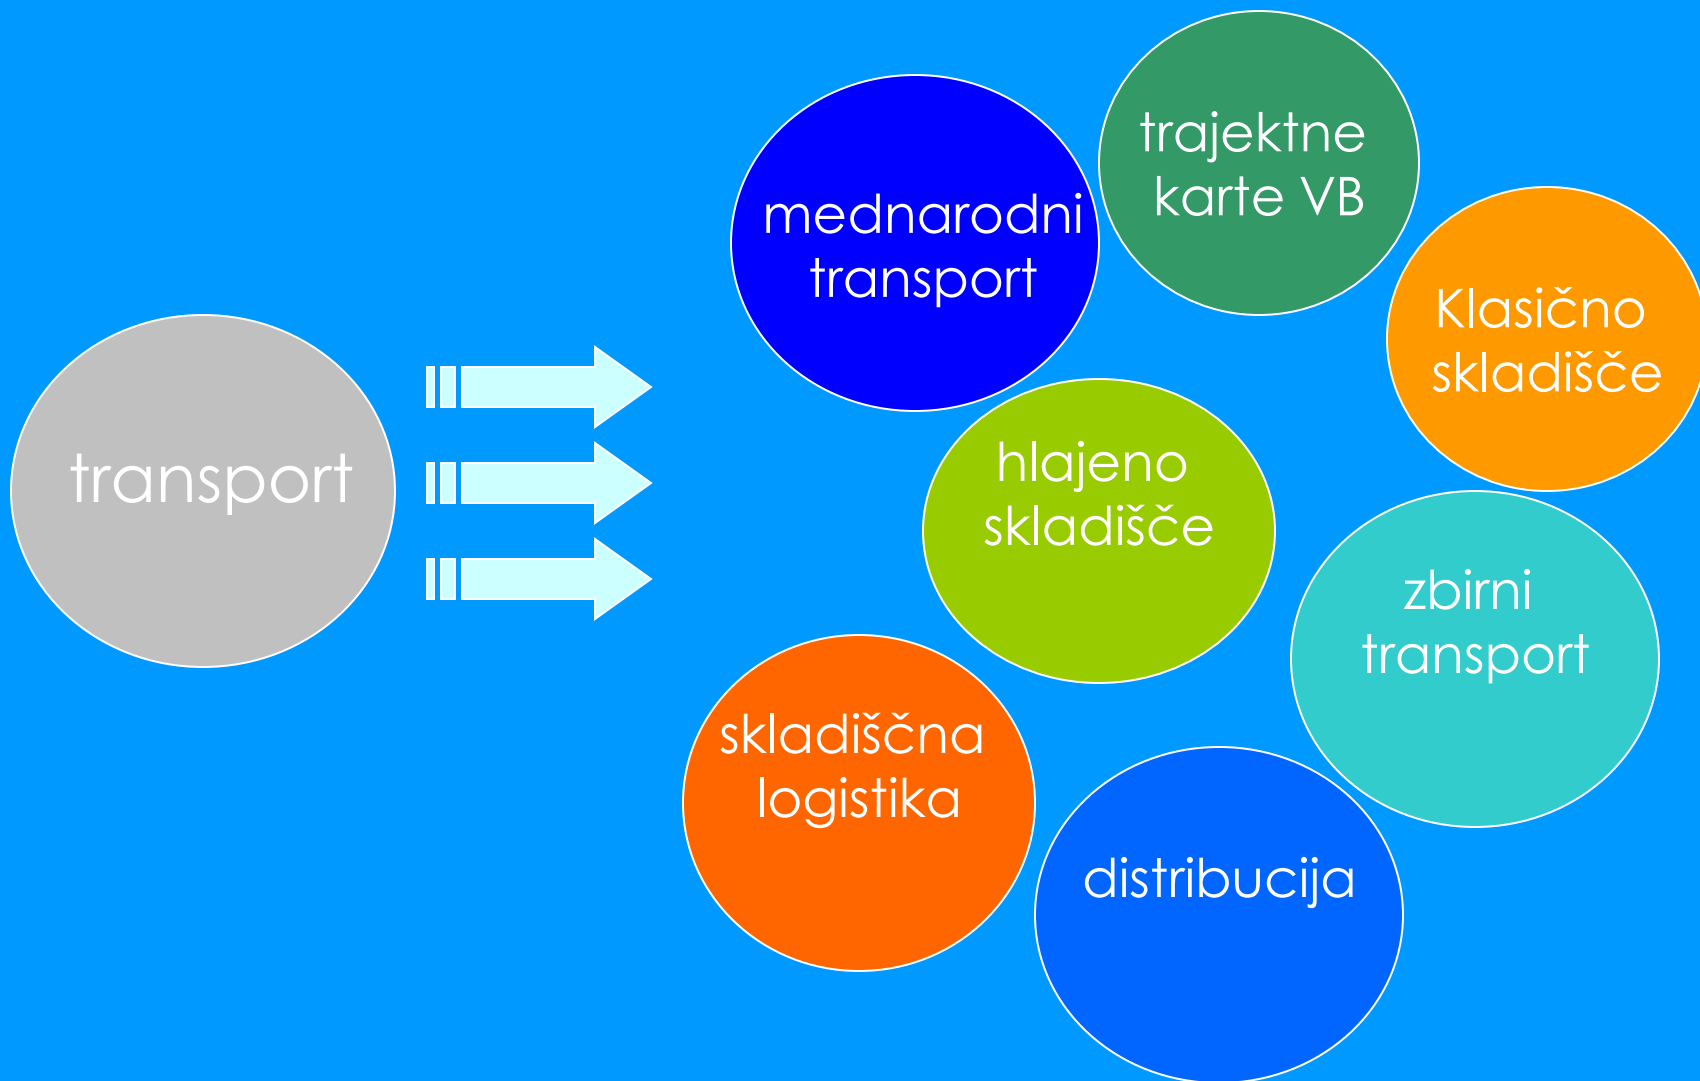 transport
mednarodni
transport
trajektne
karte VB
Klasično
skladišče
hlajeno
skladišče
zbirni
transport
skladiščna
logistika
distribucija